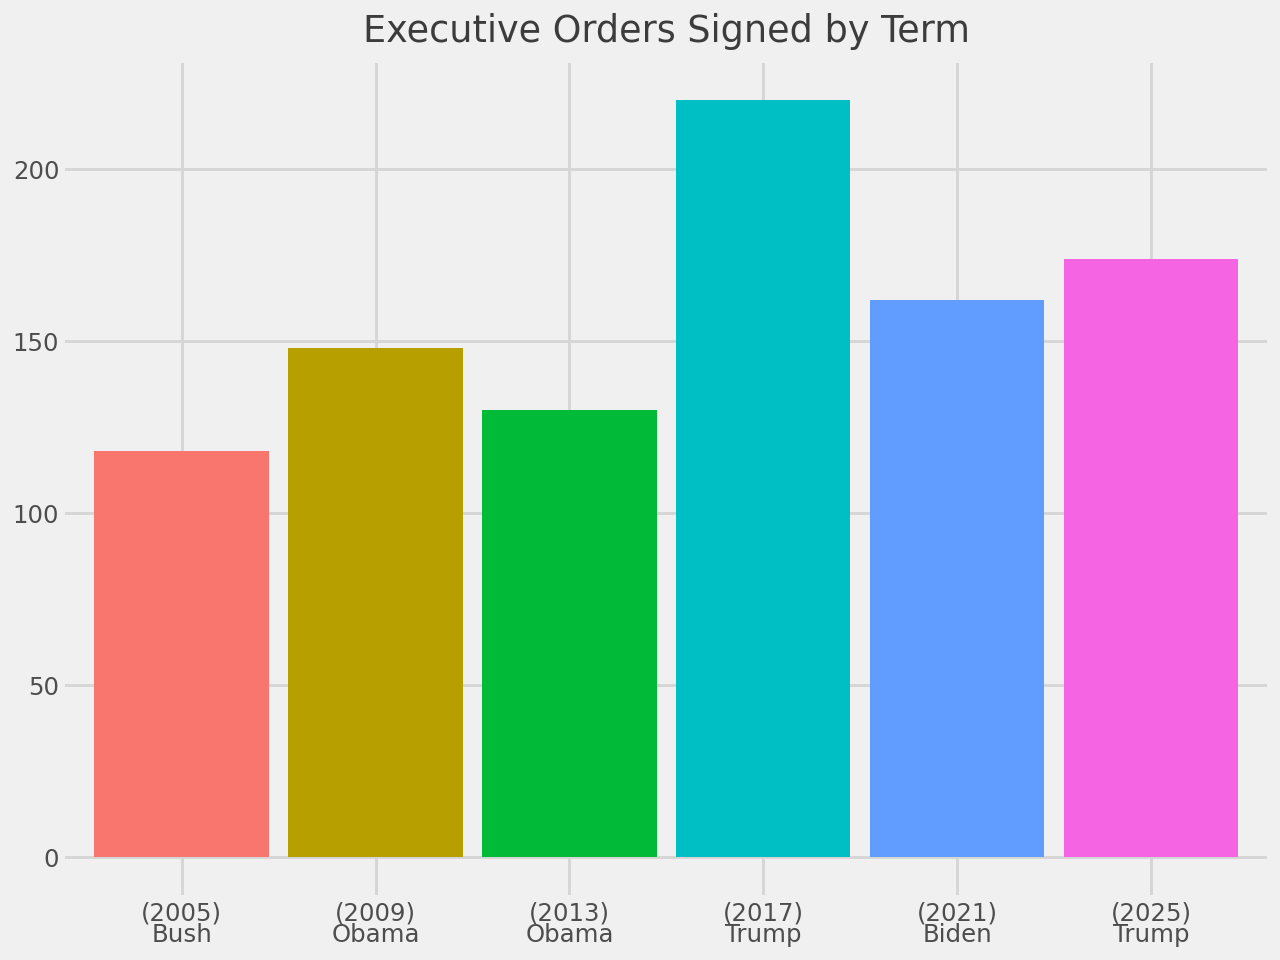 Executive Orders Signed by Term
200
150
100
50
0
(2005)
Bush
(2009)
Obama
(2013)
Obama
(2017)
Trump
(2021)
Biden
(2025)
Trump